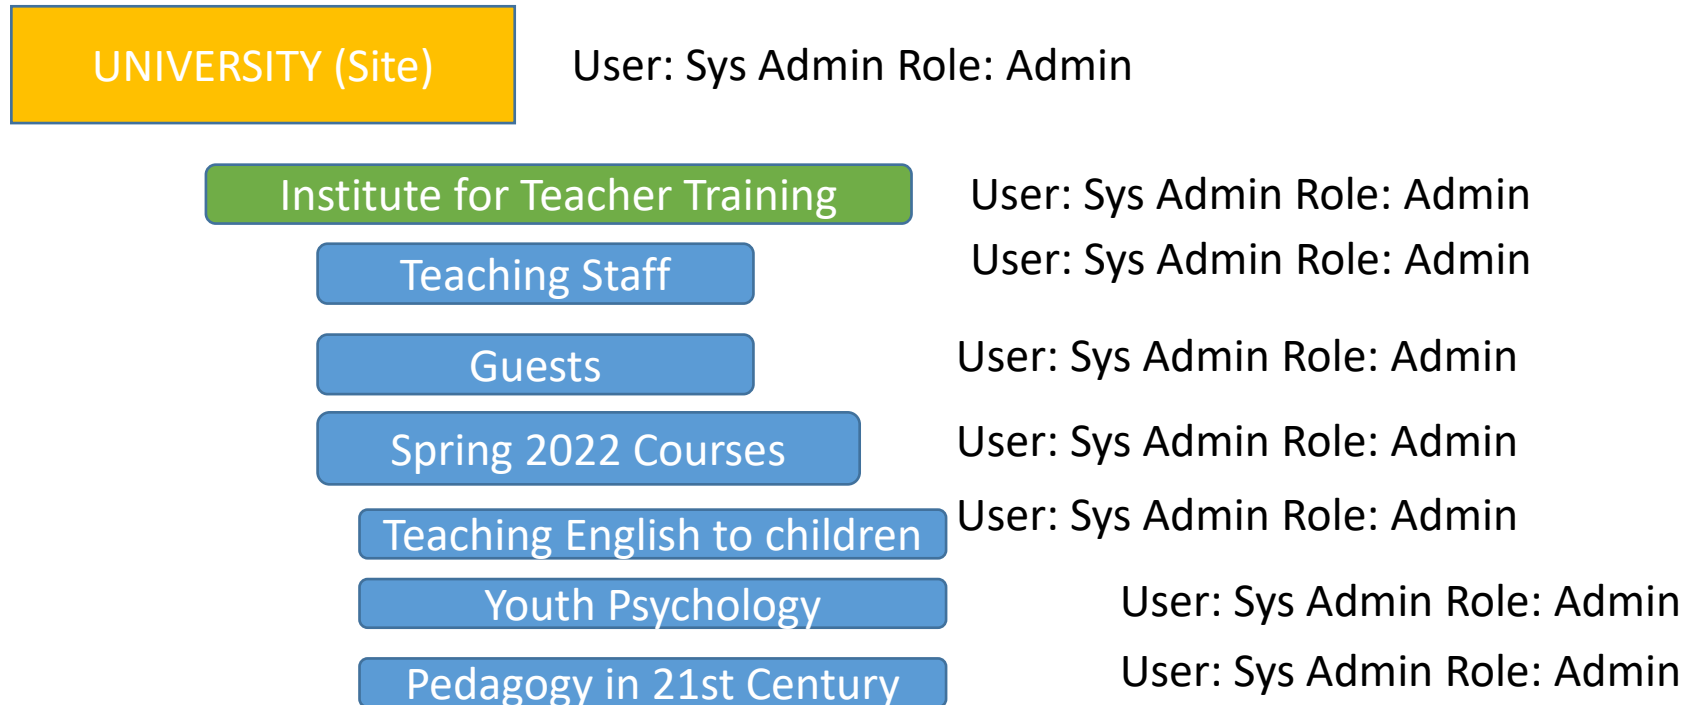 UNIVERSITY (Site) User: Sys Admin Role: Admin
Institute for Teacher Training User: Sys Admin Role: Admin
Teaching Staff User: Sys Admin Role: Admin
Guests User: Sys Admin Role: Admin
Spring 2022 Courses User: Sys Admin Role: Admin
Teaching English to children User: Sys Admin Role: Admin
Youth Psychology User: Sys Admin Role: Admin
Pedagogy in 21st Century User: Sys Admin Role: Admin